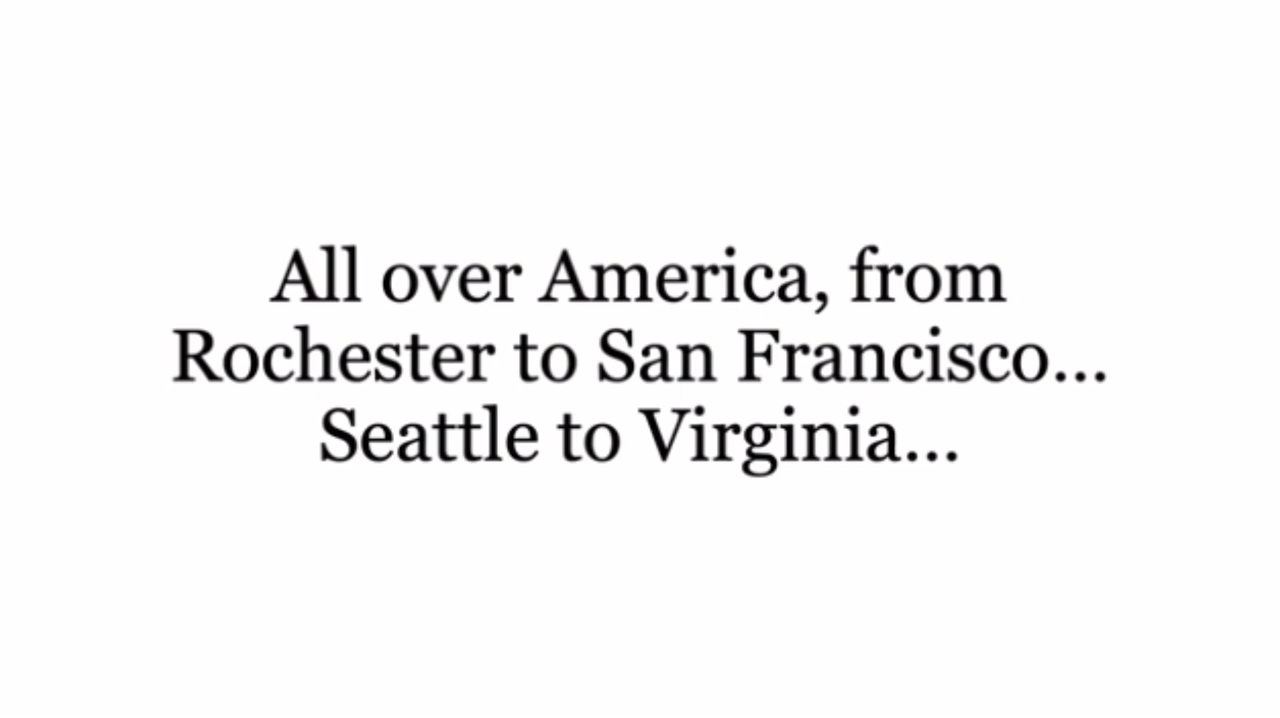 All over America, from
Rochester to San Francisco...
Seattle to Virginia...